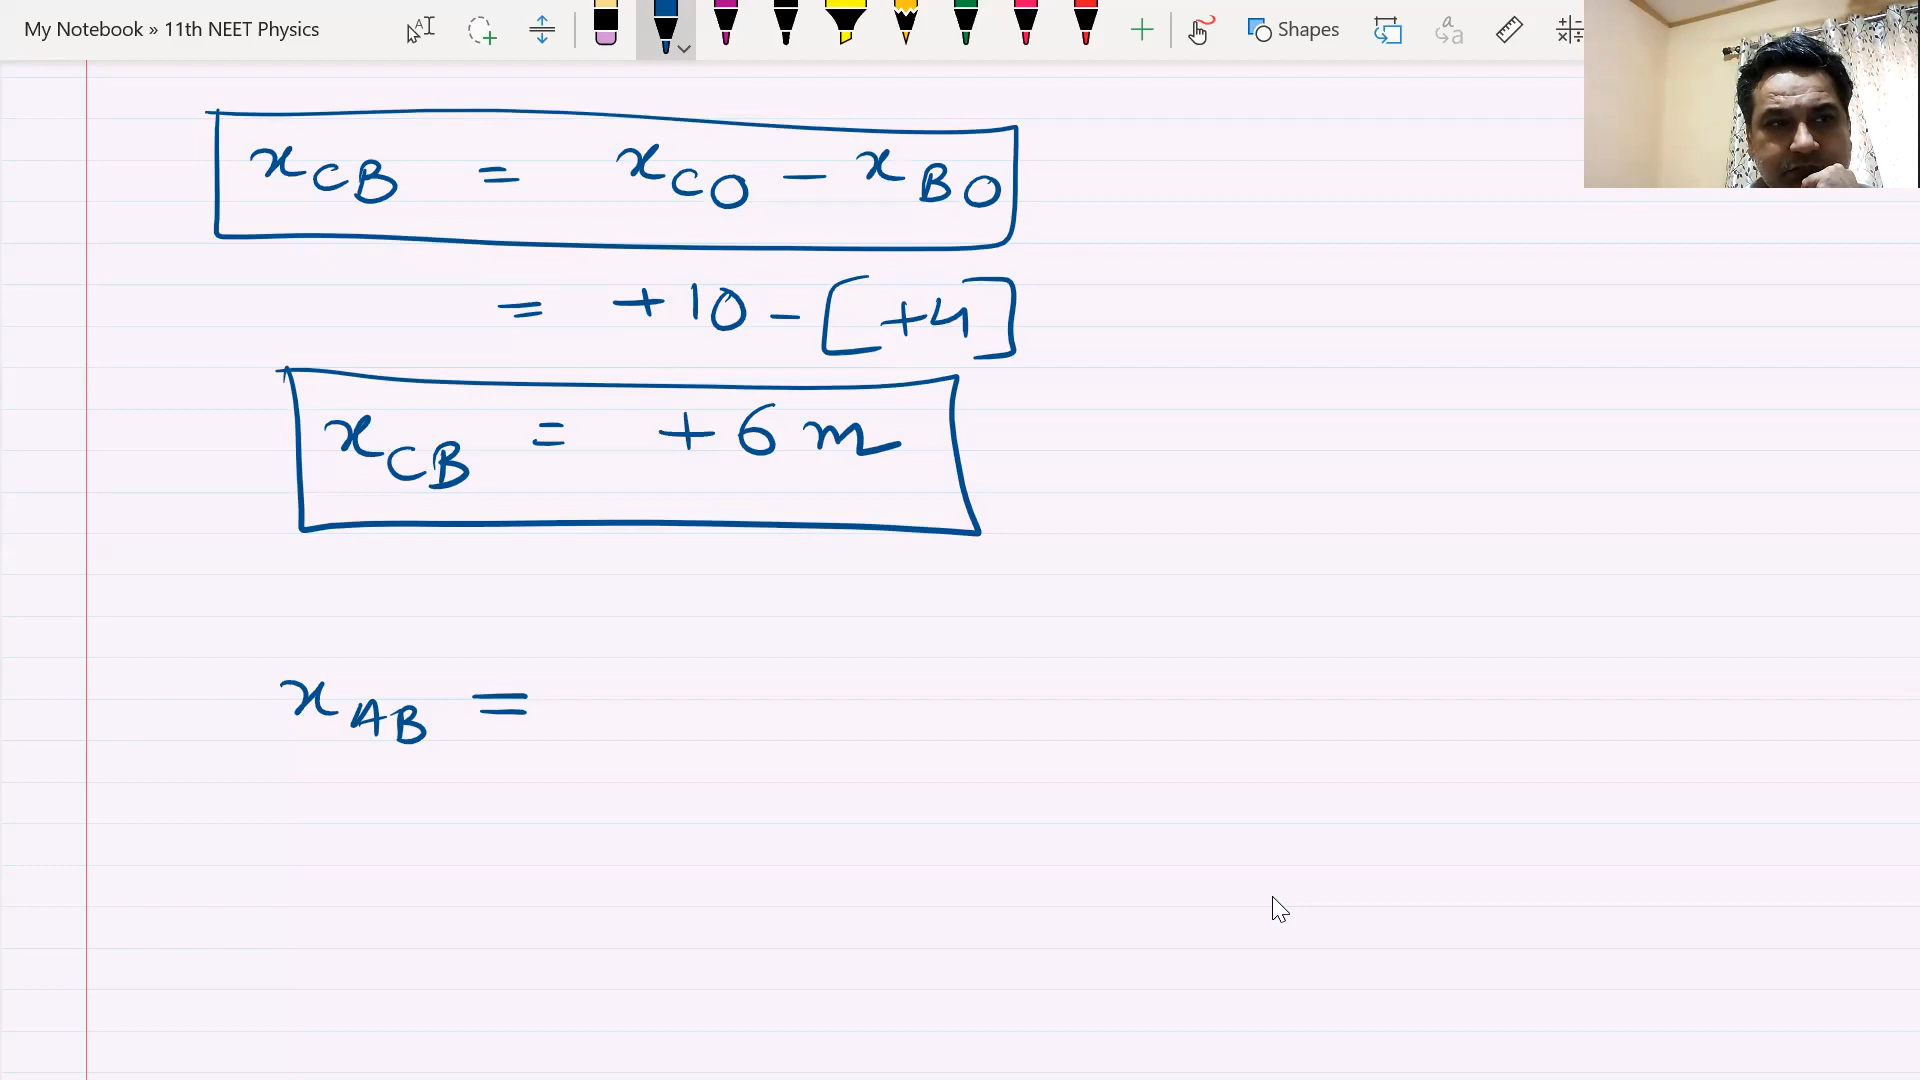 My Notebook » 11th NEET Physics
Shapes
x_CB = x_CO - x_BO
= +10 - [+4]
x_CB = +6 m
x_AB =